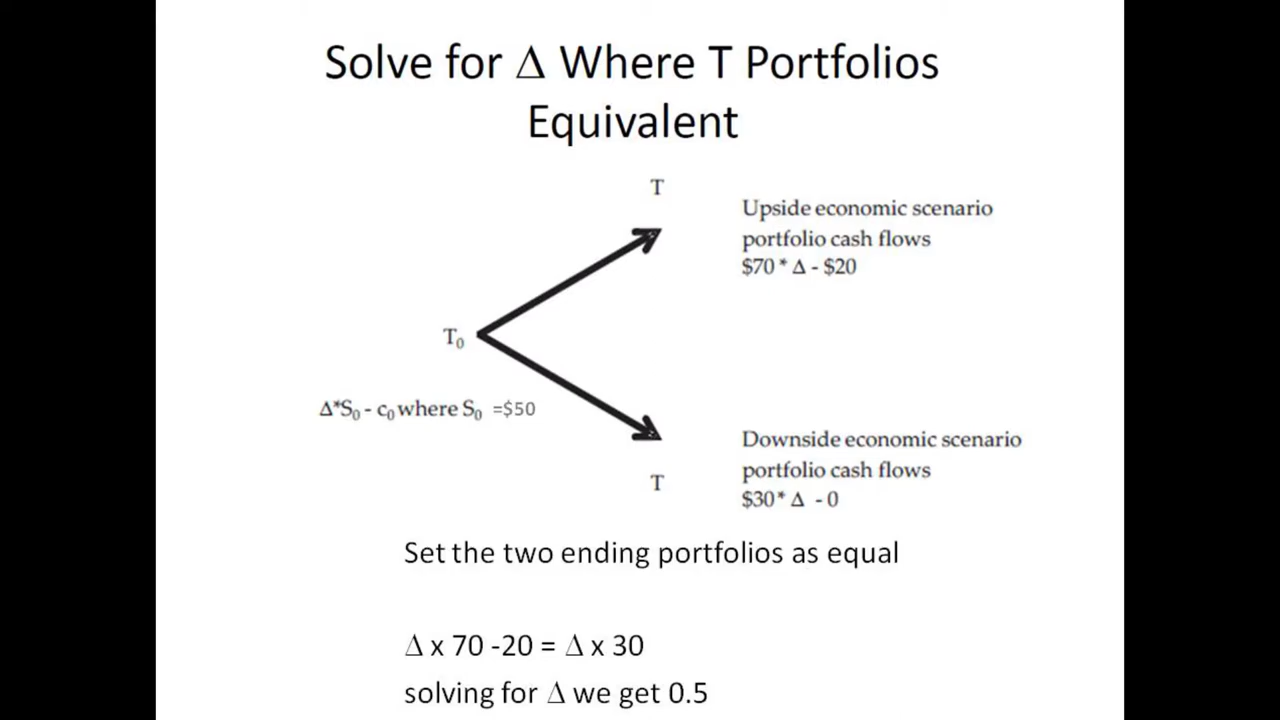 Solve for Δ Where T Portfolios
Equivalent
T
Upside economic scenario
portfolio cash flows
$70 * Δ - $20
T₀
Δ*S₀ - c₀ where S₀ =$50
Downside economic scenario
portfolio cash flows
$30* Δ - 0
T
Set the two ending portfolios as equal
Δ x 70 -20 = Δ x 30
solving for Δ we get 0.5